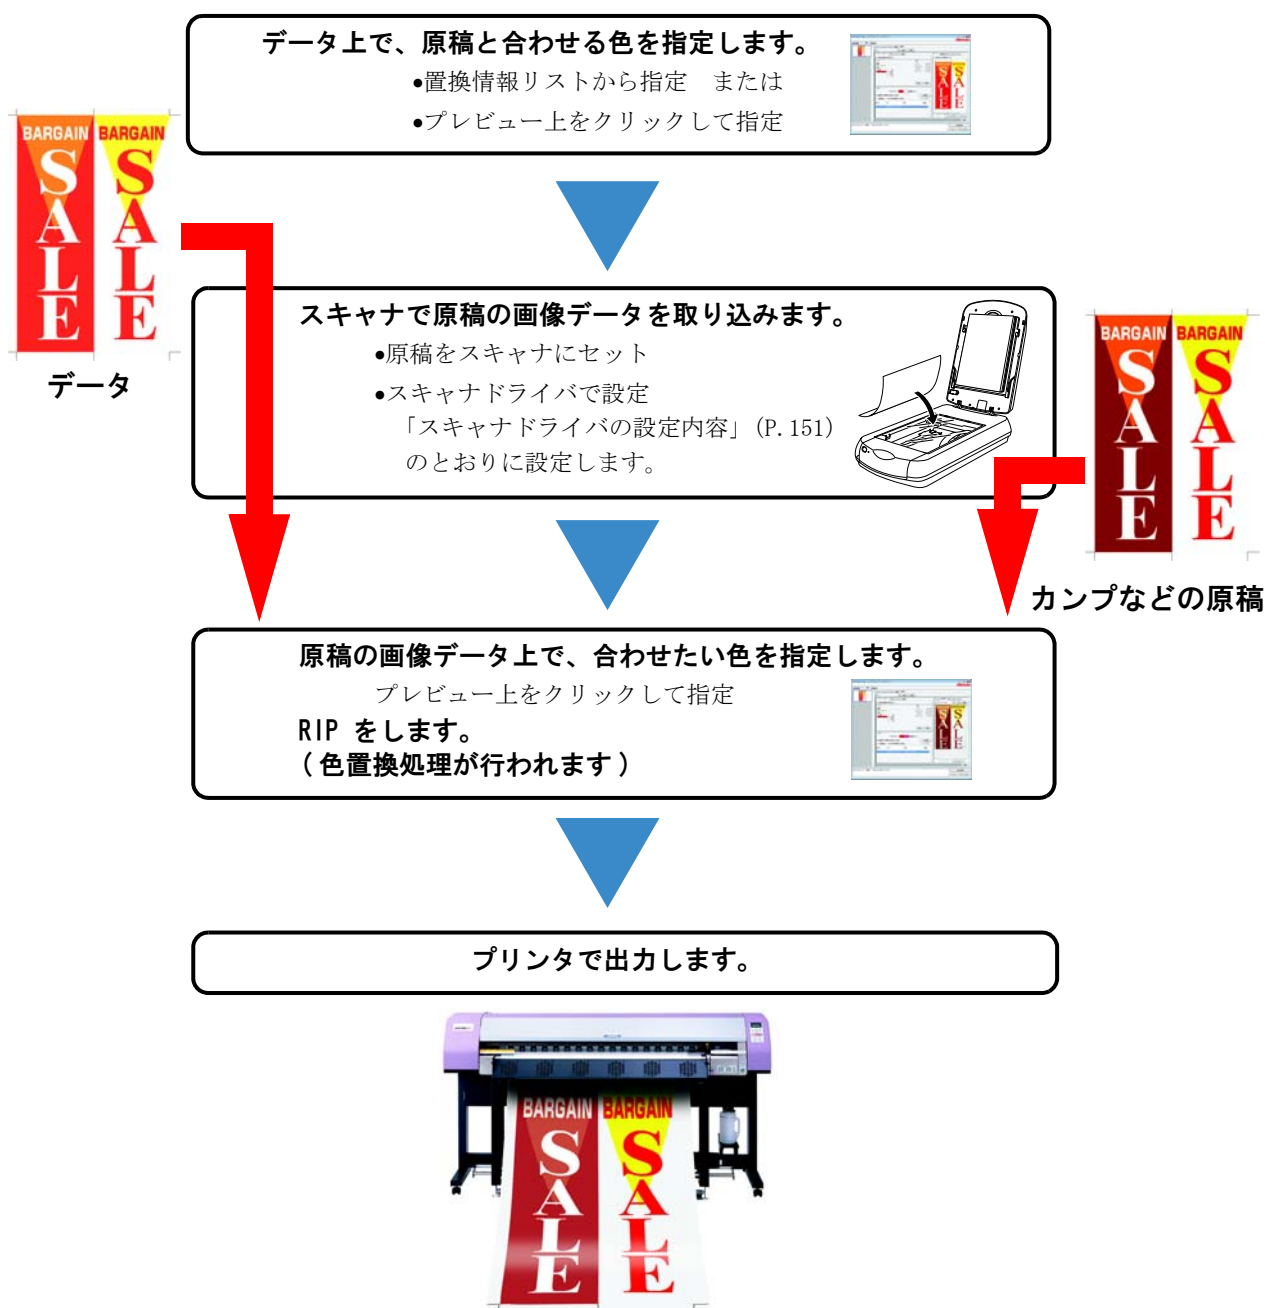 データ上で、原稿と合わせる色を指定します。
●置換情報リストから指定　または
●プレビュー上をクリックして指定
BARGAIN BARGAIN
SALE SALE
データ
スキャナで原稿の画像データを取り込みます。
●原稿をスキャナにセット
●スキャナドライバで設定
「スキャナドライバの設定内容」(P.151)
のとおりに設定します。
BARGAIN BARGAIN
SALE SALE
カンプなどの原稿
原稿の画像データ上で、合わせたい色を指定します。
プレビュー上をクリックして指定
RIP をします。
(色置換処理が行われます)
プリンタで出力します。
BARGAIN BARGAIN
SALE SALE